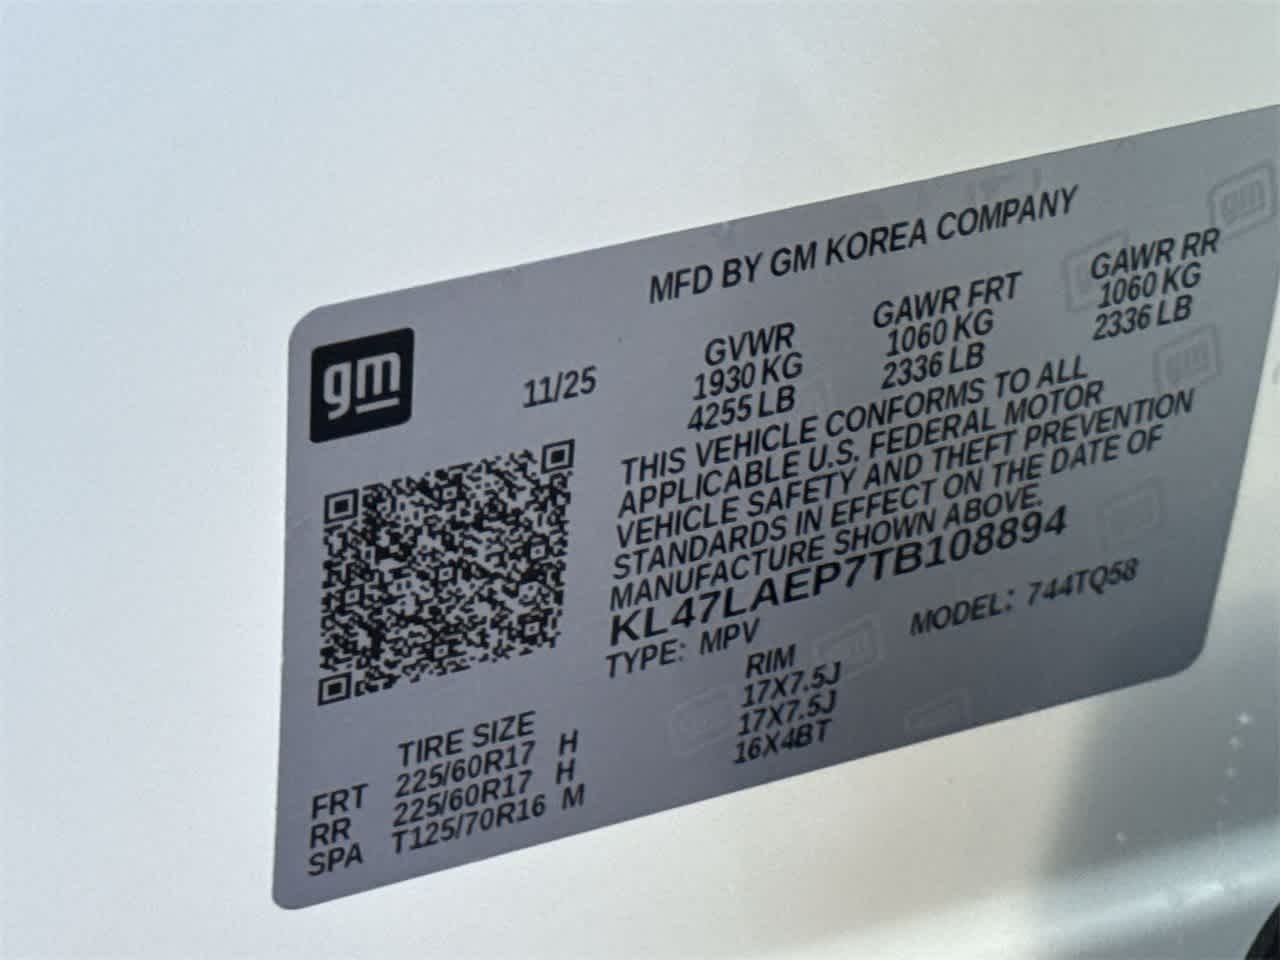 MFD BY GM KOREA COMPANY
gm
11/25
GVWR GAWR FRT GAWR RR
1930 KG 1060 KG 1060 KG
4255 LB 2336 LB 2336 LB
THIS VEHICLE CONFORMS TO ALL
APPLICABLE U.S. FEDERAL MOTOR
VEHICLE SAFETY AND THEFT PREVENTION
STANDARDS IN EFFECT ON THE DATE OF
MANUFACTURE SHOWN ABOVE.
KL47LAEP7TB108894
TYPE: MPV MODEL: 744TQ58
TIRE SIZE RIM
FRT 225/60R17 H 17X7.5J
RR 225/60R17 H 17X7.5J
SPA T125/70R16 M 16X4BT